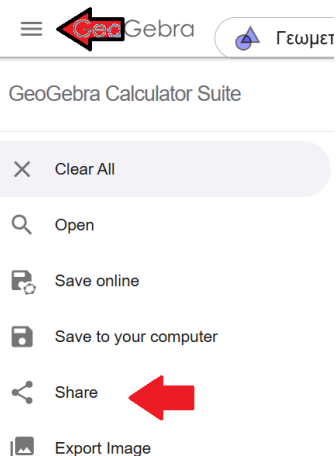 GeoGebra
Γεωμετ
GeoGebra Calculator Suite
Clear All
Open
Save online
Save to your computer
Share
Export Image